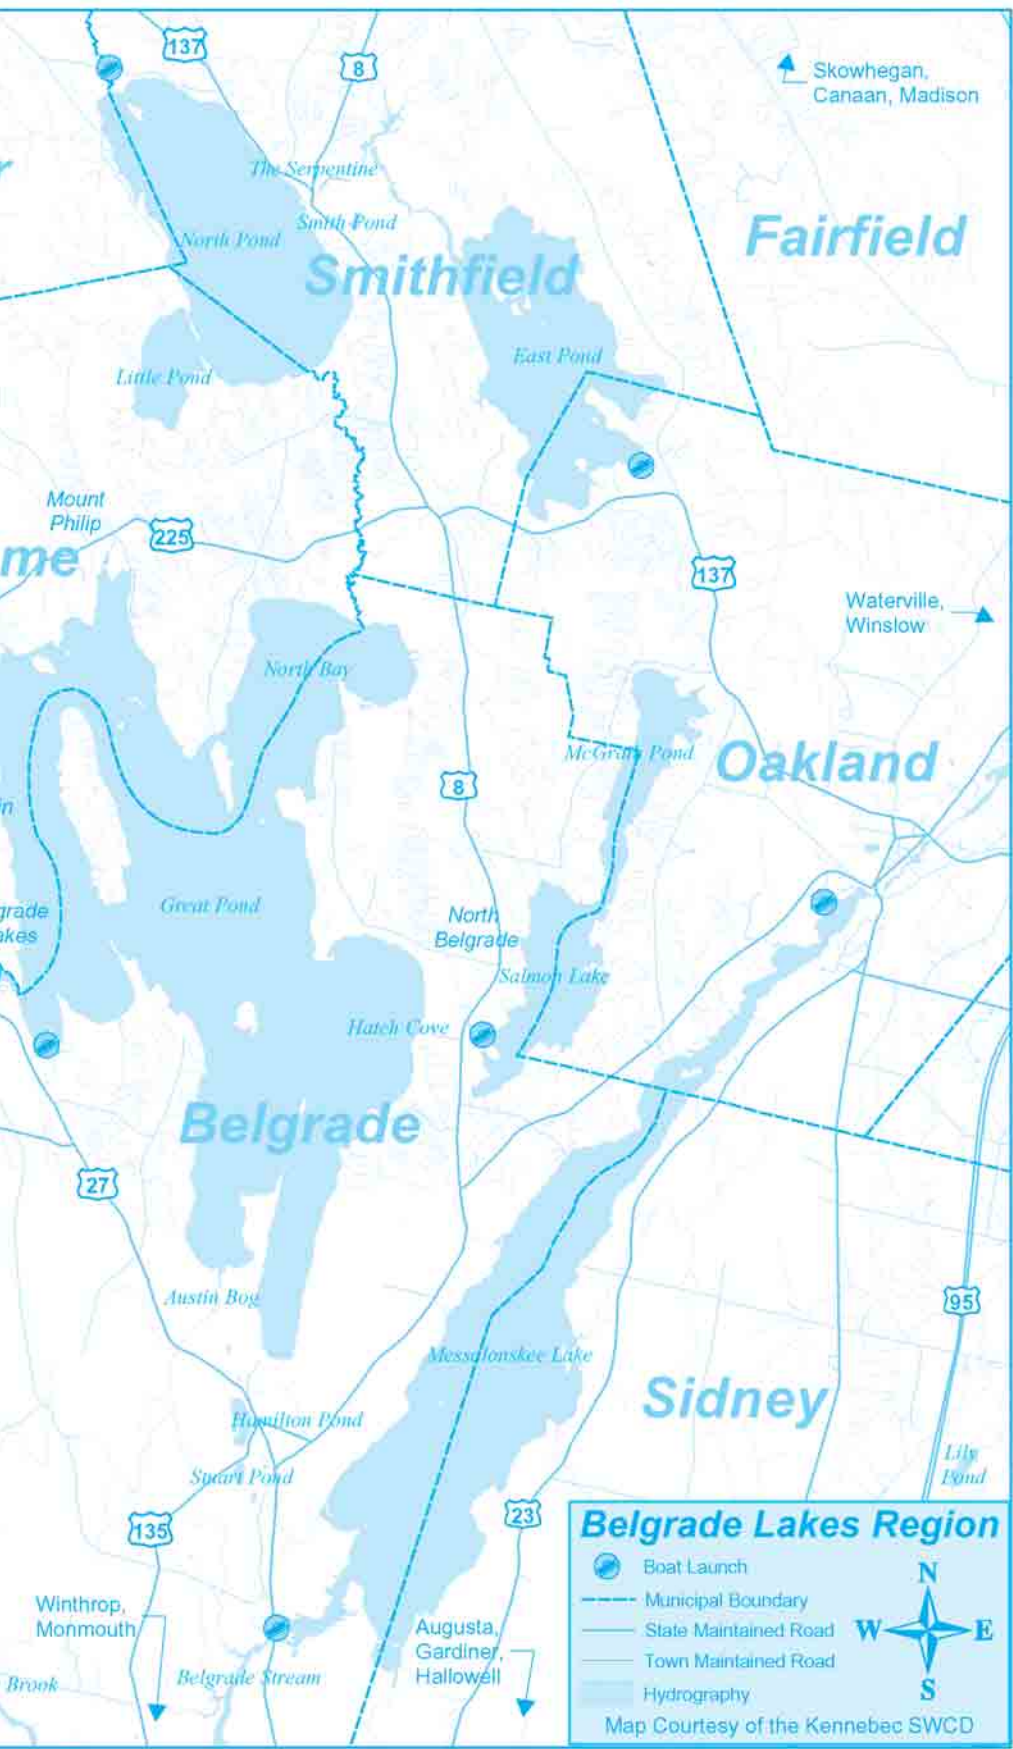 137
8
Skowhegan,
Canaan, Madison
The Serpentine
Smith Pond
North Pond
Fairfield
Smithfield
East Pond
Little Pond
Mount
Philip
225
me
137
Waterville,
Winslow
North Bay
McGrath Pond
Oakland
8
in
Great Pond
grade
akes
North
Belgrade
Salmon Lake
Hatch Cove
Belgrade
27
Austin Bog
95
Messalonskee Lake
Sidney
Hamilton Pond
Lily
Pond
Stuart Pond
135
23
Winthrop,
Monmouth
Augusta,
Gardiner,
Hallowell
Brook
Belgrade Stream
Belgrade Lakes Region
Boat Launch
Municipal Boundary
State Maintained Road
Town Maintained Road
Hydrography
N
W
E
S
Map Courtesy of the Kennebec SWCD